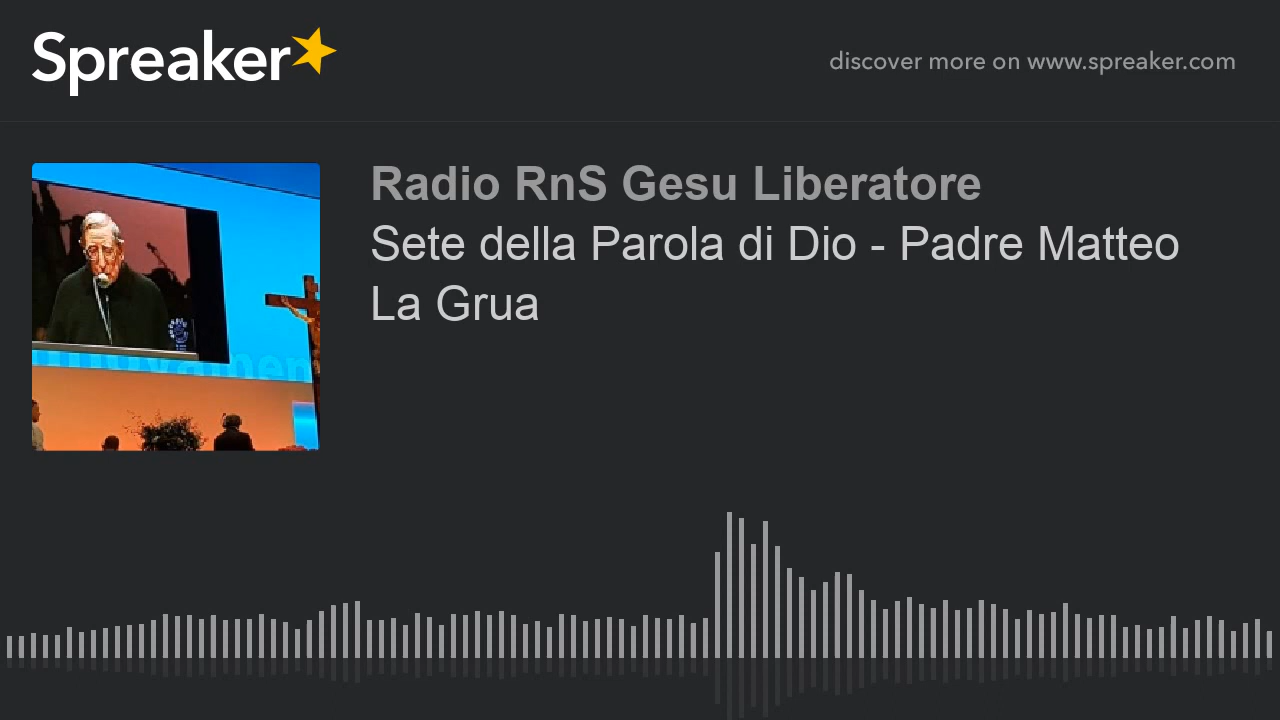 Spreaker
discover more on www.spreaker.com
Radio RnS Gesu Liberatore
Sete della Parola di Dio - Padre Matteo
La Grua